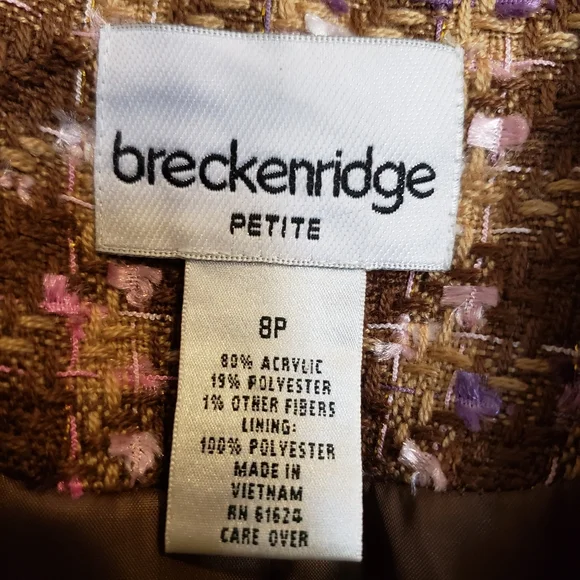 breckenridge
PETITE
8P
80% ACRYLIC
19% POLYESTER
1% OTHER FIBERS
LINING:
100% POLYESTER
MADE IN
VIETNAM
RN 61624
CARE OVER